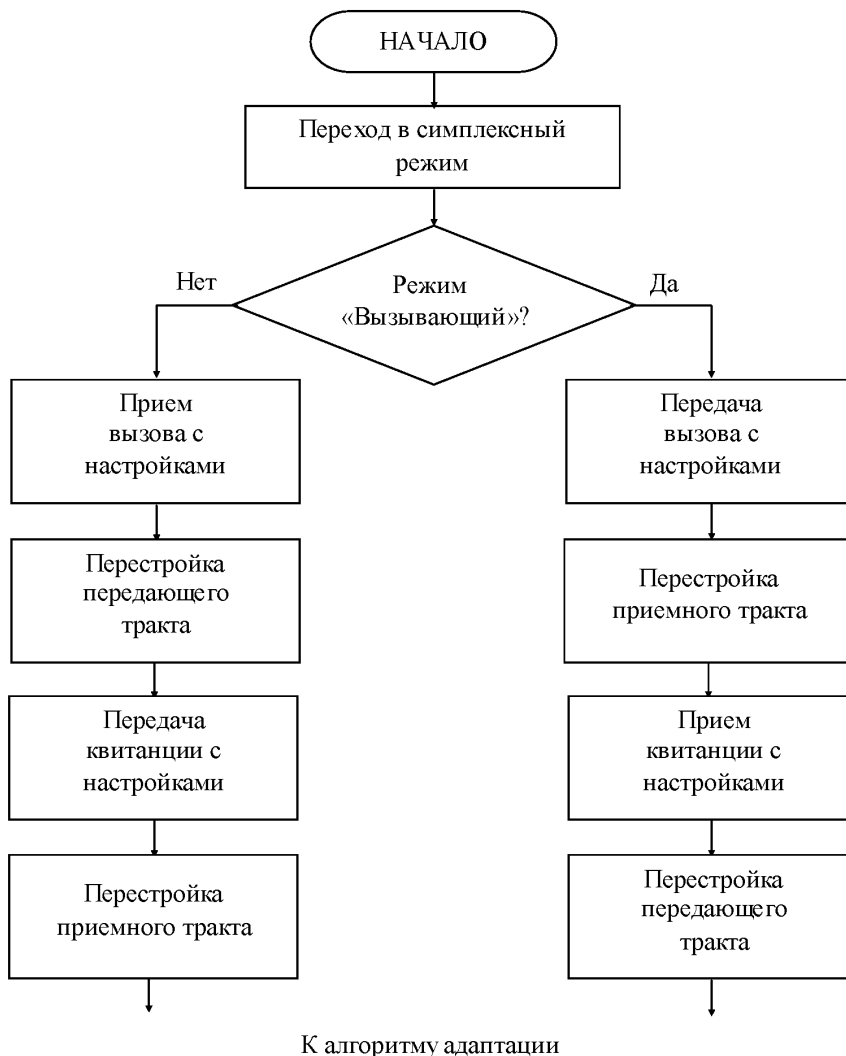 НАЧАЛО
Переход в симплексный
режим
Режим
«Вызывающий»?
Нет
Да
Прием
вызова с
настройками
Перестройка
передающего
тракта
Передача
квитанции с
настройками
Перестройка
приемного тракта
Передача
вызова с
настройками
Перестройка
приемного тракта
Прием
квитанции с
настройками
Перестройка
передающего
тракта
К алгоритму адаптации